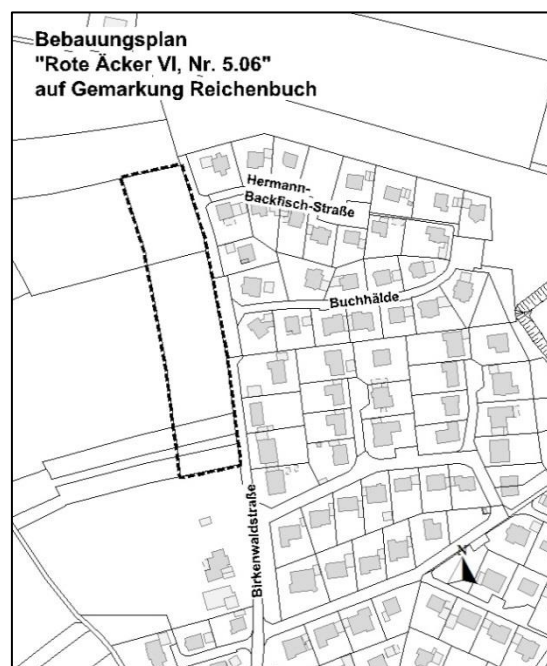 Bebauungsplan
"Rote Äcker VI, Nr. 5.06"
auf Gemarkung Reichenbuch
Hermann-
Backfisch-Straße
Buchhälde
Birkenwaldstraße
N